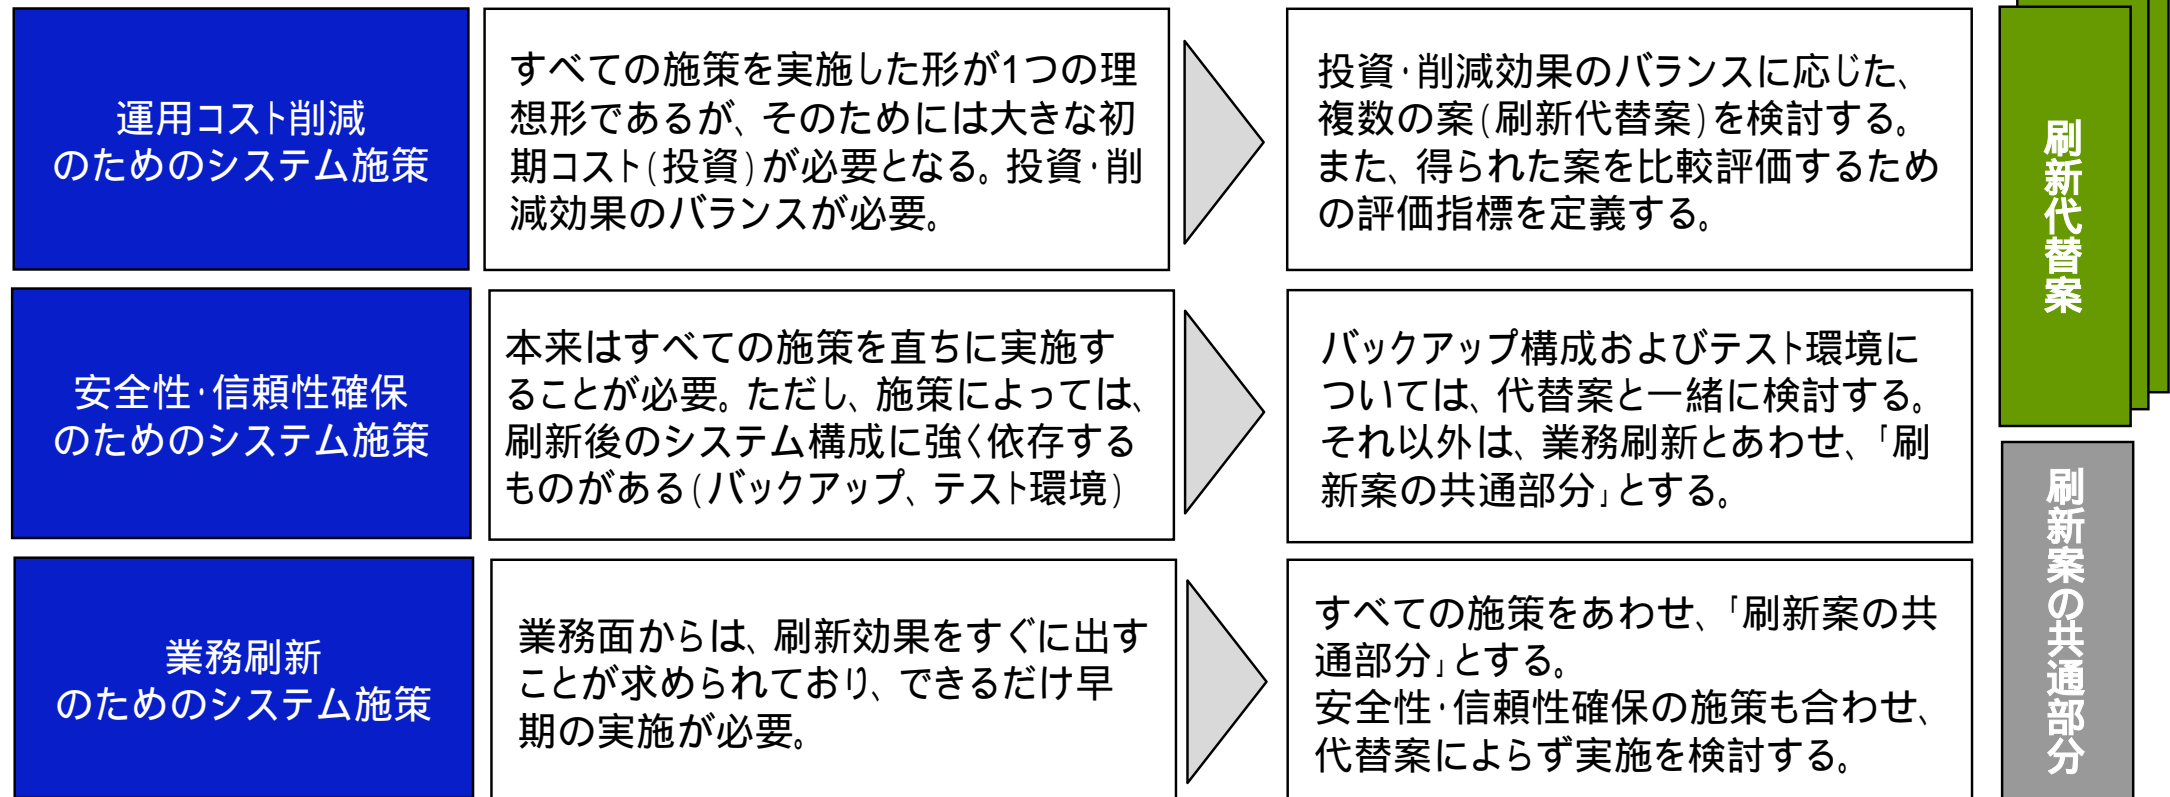 運用コスト削減
のためのシステム施策
すべての施策を実施した形が1つの理
想形であるが、そのためには大きな初
期コスト(投資)が必要となる。投資・削
減効果のバランスが必要。
投資・削減効果のバランスに応じた、
複数の案(刷新代替案)を検討する。
また、得られた案を比較評価するため
の評価指標を定義する。
刷新代替案
安全性・信頼性確保
のためのシステム施策
本来はすべての施策を直ちに実施す
ることが必要。ただし、施策によっては、
刷新後のシステム構成に強く依存する
ものがある(バックアップ、テスト環境)
バックアップ構成およびテスト環境に
ついては、代替案と一緒に検討する。
それ以外は、業務刷新とあわせ、「刷
新案の共通部分」とする。
業務刷新
のためのシステム施策
業務面からは、刷新効果をすぐに出す
ことが求められており、できるだけ早
期の実施が必要。
すべての施策をあわせ、「刷新案の共
通部分」とする。
安全性・信頼性確保の施策も合わせ、
代替案によらず実施を検討する。
刷新案の共通部分